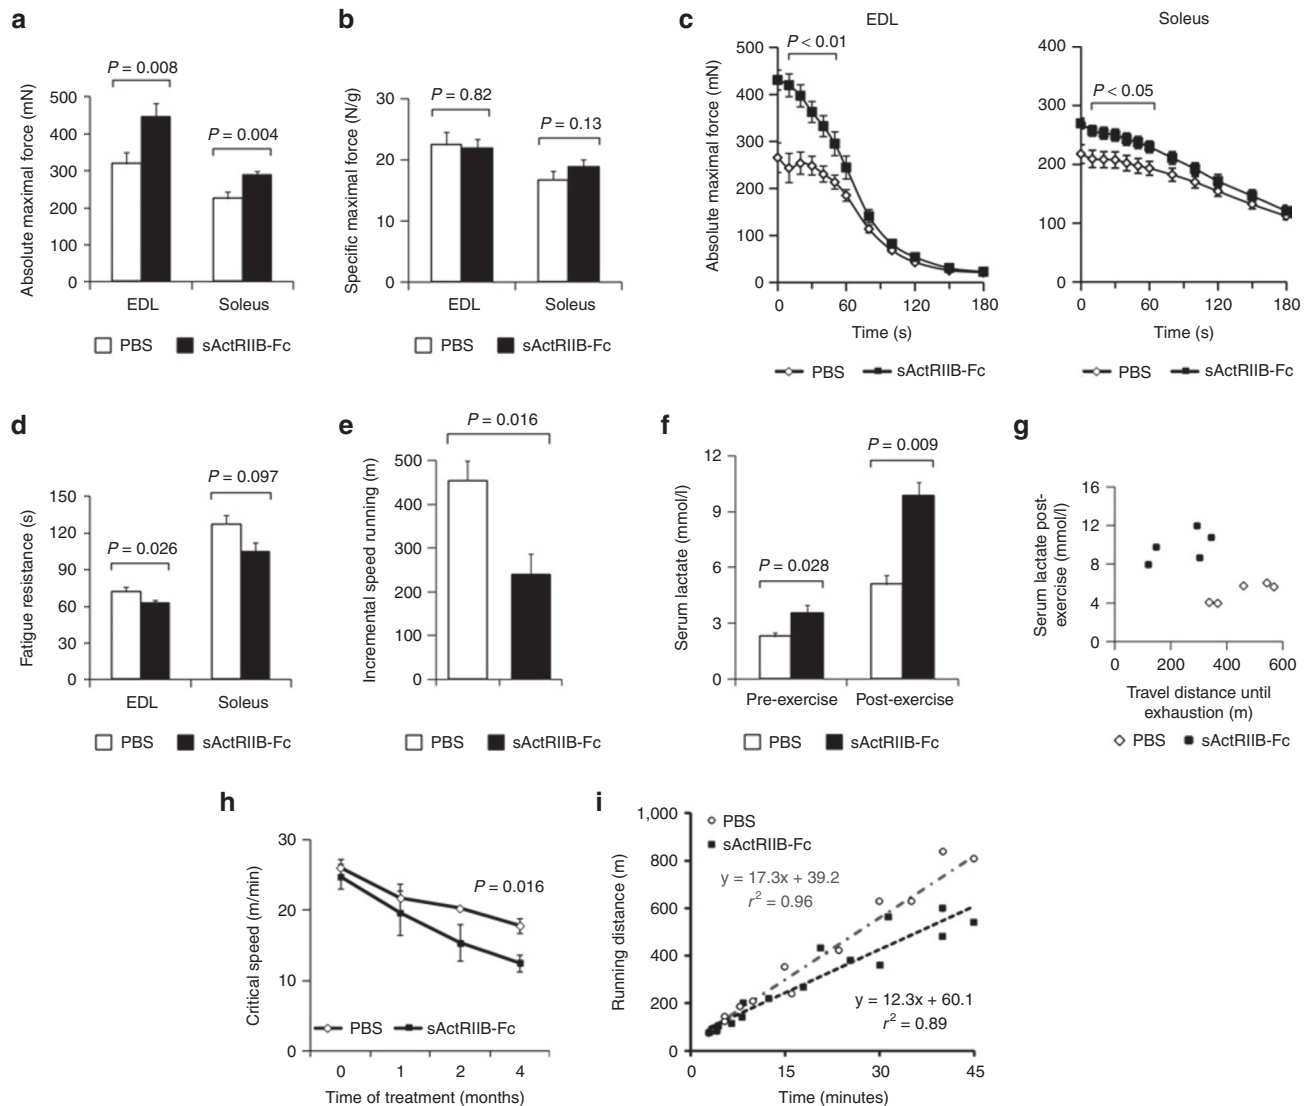 a
Absolute maximal force (mN)
500
400
300
200
100
0
P = 0.008
P = 0.004
EDL
Soleus
PBS
sActRIIB-Fc
b
Specific maximal force (N/g)
30
20
10
0
P = 0.82
P = 0.13
EDL
Soleus
PBS
sActRIIB-Fc
c
EDL
Absolute maximal force (mN)
500
400
300
200
100
0
P < 0.01
0
60
120
180
Time (s)
PBS
sActRIIB-Fc
Soleus
400
300
200
100
0
P < 0.05
0
60
120
180
Time (s)
PBS
sActRIIB-Fc
d
Fatigue resistance (s)
150
120
90
60
30
0
P = 0.026
P = 0.097
EDL
Soleus
PBS
sActRIIB-Fc
e
Incremental speed running (m)
500
400
300
200
100
0
P = 0.016
PBS
sActRIIB-Fc
f
Serum lactate (mmol/l)
12
9
6
3
0
P = 0.028
P = 0.009
Pre-exercise
Post-exercise
PBS
sActRIIB-Fc
g
Serum lactate post-
exercise (mmol/l)
16
12
8
4
0
0
200
400
600
Travel distance until
exhaustion (m)
PBS
sActRIIB-Fc
h
Critical speed (m/min)
30
20
10
0
P = 0.016
PBS
sActRIIB-Fc
0
1
2
4
Time of treatment (months)
i
Running distance (m)
1,000
800
600
400
200
0
PBS
sActRIIB-Fc
y = 17.3x + 39.2
r² = 0.96
y = 12.3x + 60.1
r² = 0.89
0
15
30
45
Time (minutes)